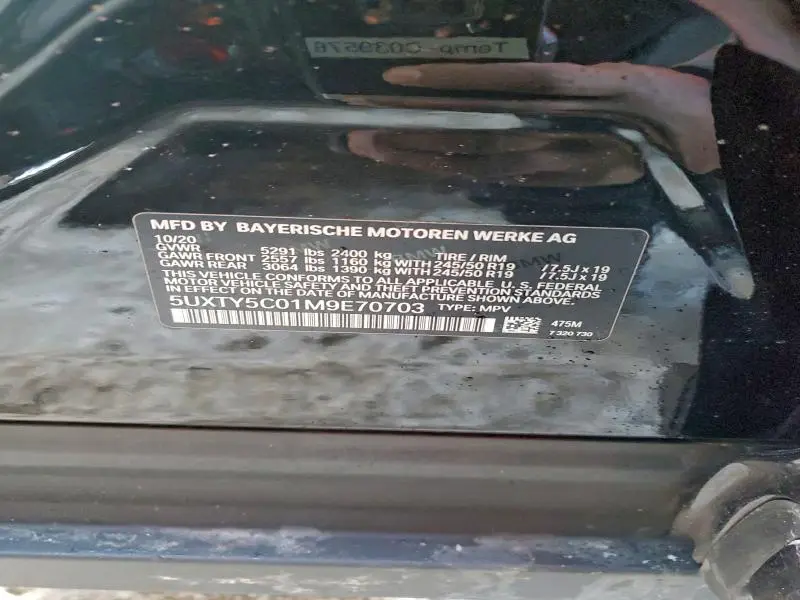 Temp C039576
MFD BY BAYERISCHE MOTOREN WERKE AG
10/20
GVWR 5291 lbs 2400 kg TIRE / RIM
GAWR FRONT 2557 lbs 1160 kg WITH 245/50 R19 /7.5J x 19
GAWR REAR 3064 lbs 1390 kg WITH 245/50 R19 /7.5J x 19
THIS VEHICLE CONFORMS TO ALL APPLICABLE U. S. FEDERAL
MOTOR VEHICLE SAFETY AND THEFT PREVENTION STANDARDS
IN EFFECT ON THE DATE OF MANUFACTURE SHOWN ABOVE.
5UXTY5C01M9E70703 TYPE: MPV
475M
7 320 730